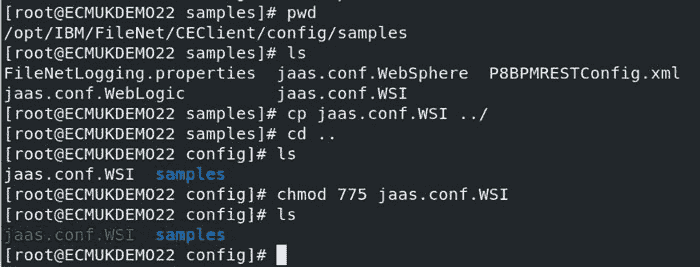 [root@ECMUKDEMO22 samples]# pwd
/opt/IBM/FileNet/CEClient/config/samples
[root@ECMUKDEMO22 samples]# ls
FileNetLogging.properties  jaas.conf.WebSphere  P8BPMRESTConfig.xml
jaas.conf.WebLogic         jaas.conf.WSI
[root@ECMUKDEMO22 samples]# cp jaas.conf.WSI ../
[root@ECMUKDEMO22 samples]# cd ..
[root@ECMUKDEMO22 config]# ls
jaas.conf.WSI  samples
[root@ECMUKDEMO22 config]# chmod 775 jaas.conf.WSI
[root@ECMUKDEMO22 config]# ls
jaas.conf.WSI  samples
[root@ECMUKDEMO22 config]#